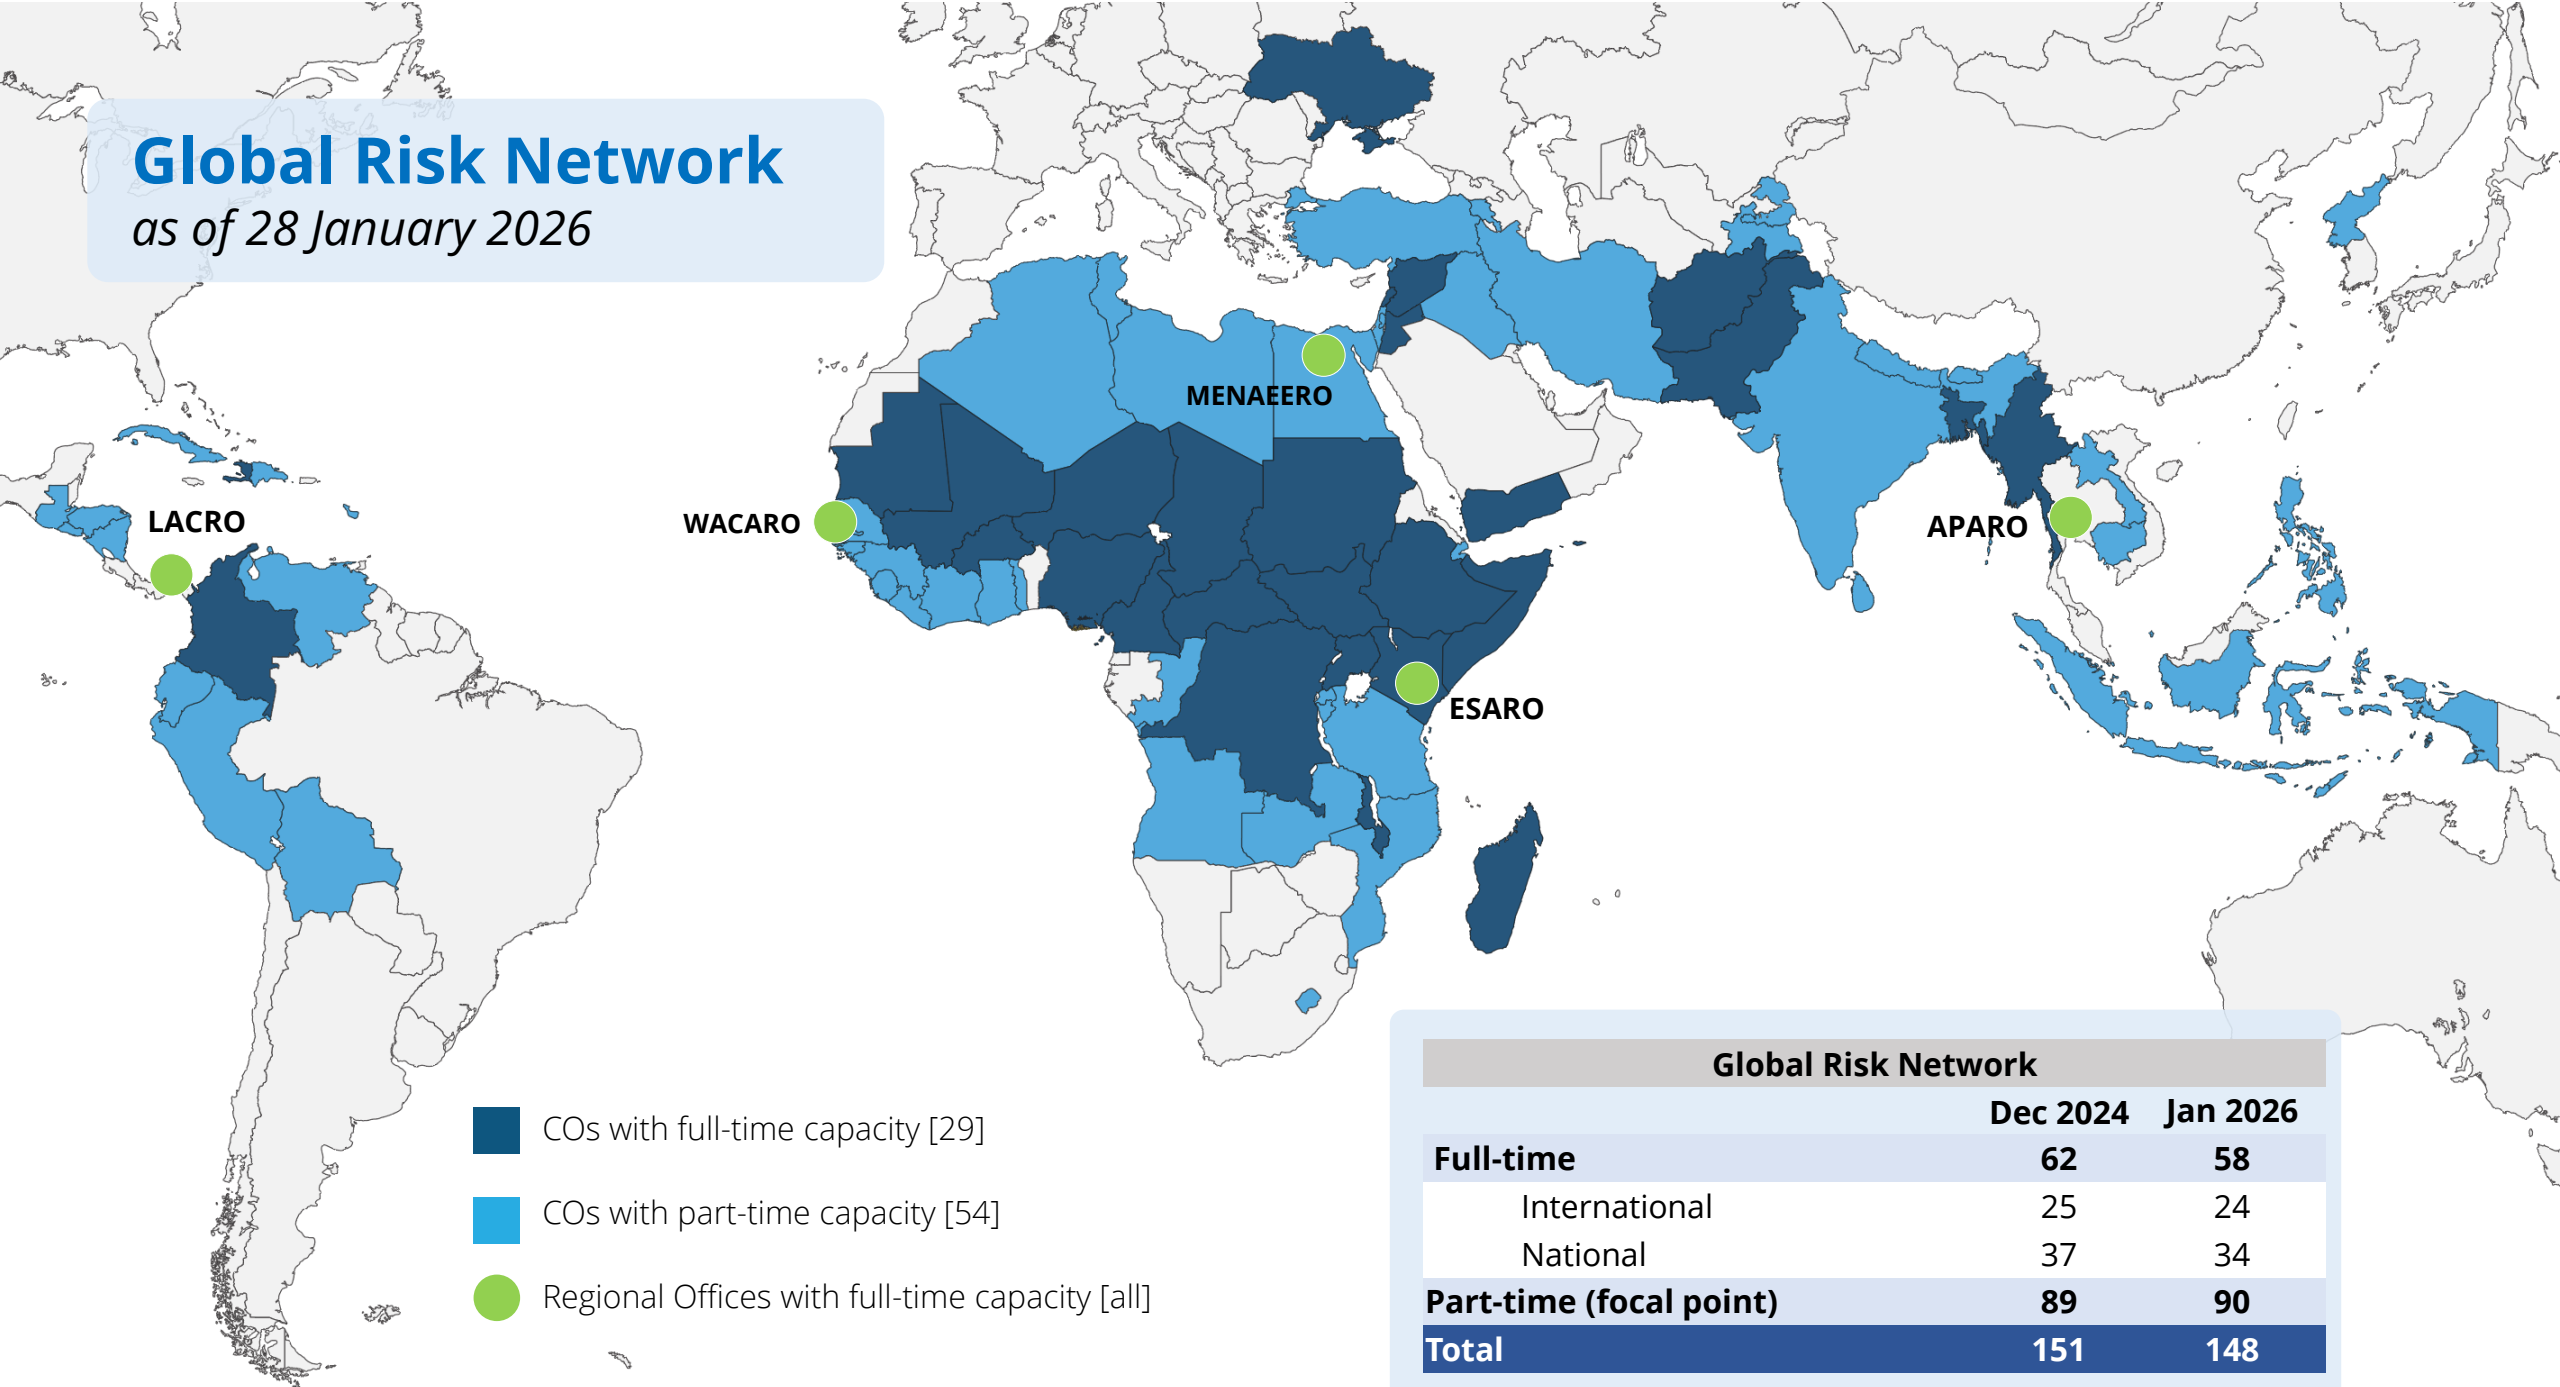 Global Risk Network
as of 28 January 2026
MENAEERO
LACRO
WACARO
APARO
ESARO
COs with full-time capacity [29]
COs with part-time capacity [54]
Regional Offices with full-time capacity [all]
Global Risk Network
Dec 2024 Jan 2026
Full-time 62 58
International 25 24
National 37 34
Part-time (focal point) 89 90
Total 151 148